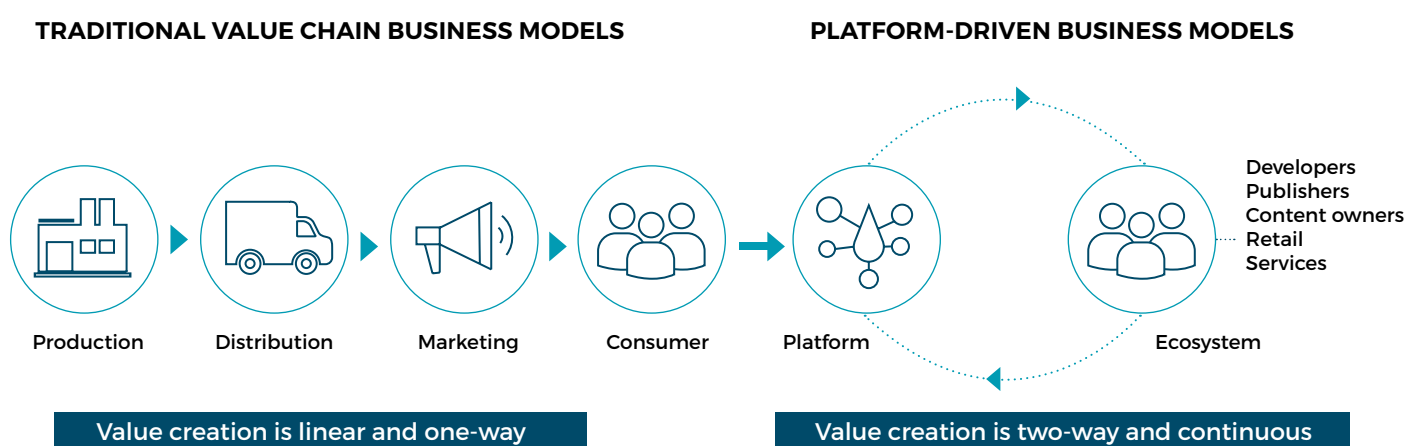 TRADITIONAL VALUE CHAIN BUSINESS MODELS
PLATFORM-DRIVEN BUSINESS MODELS
Developers
Publishers
Content owners
Retail
Services
Production
Distribution
Marketing
Consumer
Platform
Ecosystem
Value creation is linear and one-way
Value creation is two-way and continuous